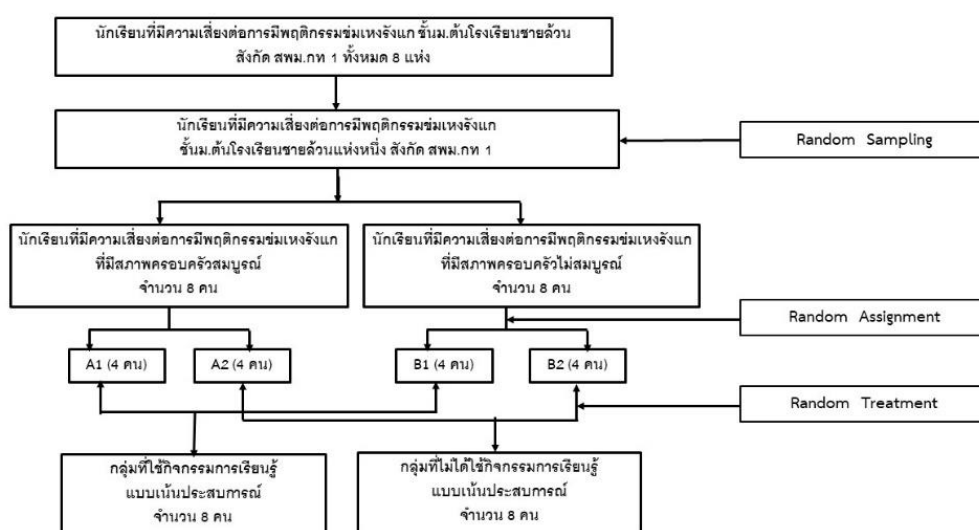 นักเรียนที่มีความเสี่ยงต่อการมีพฤติกรรมข่มเหงรังแก ชั้นม.ต้นโรงเรียนชายล้วน
สังกัด สพม.กท 1 ทั้งหมด 8 แห่ง
นักเรียนที่มีความเสี่ยงต่อการมีพฤติกรรมข่มเหงรังแก
ชั้นม.ต้นโรงเรียนชายล้วนแห่งหนึ่ง สังกัด สพม.กท 1
Random Sampling
นักเรียนที่มีความเสี่ยงต่อการมีพฤติกรรมข่มเหงรังแก
ที่มีสภาพครอบครัวสมบูรณ์
จำนวน 8 คน
นักเรียนที่มีความเสี่ยงต่อการมีพฤติกรรมข่มเหงรังแก
ที่มีสภาพครอบครัวไม่สมบูรณ์
จำนวน 8 คน
Random Assignment
A1 (4 คน)
A2 (4 คน)
B1 (4 คน)
B2 (4 คน)
Random Treatment
กลุ่มที่ใช้กิจกรรมการเรียนรู้
แบบเน้นประสบการณ์
จำนวน 8 คน
กลุ่มที่ไม่ได้ใช้กิจกรรมการเรียนรู้
แบบเน้นประสบการณ์
จำนวน 8 คน